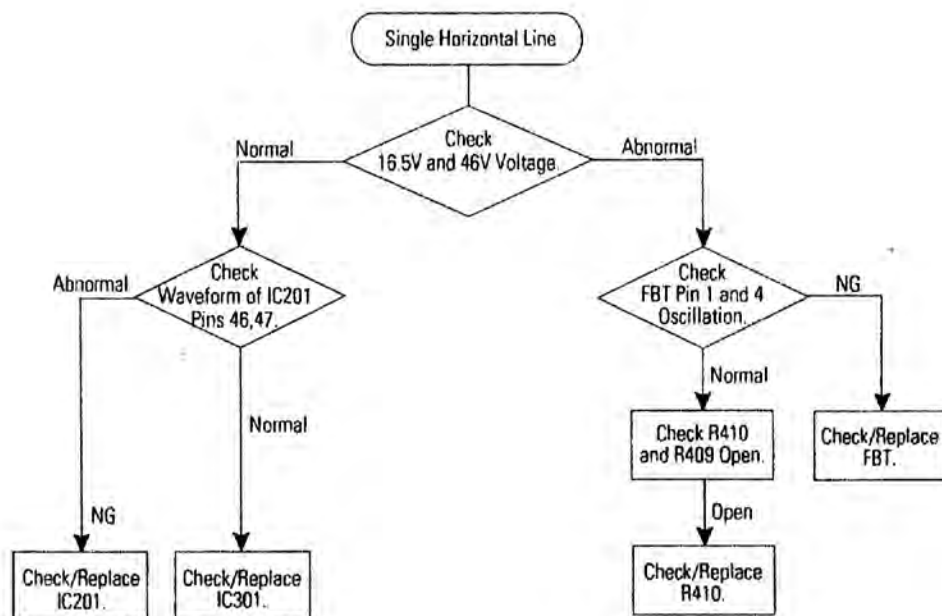 Single Horizontal Line
Check
16.5V and 46V Voltage.
Normal
Abnormal
Check
Waveform of IC201
Pins 46,47.
Abnormal
Normal
NG
Check/Replace
IC201.
Check/Replace
IC301.
Check
FBT Pin 1 and 4
Oscillation.
NG
Normal
Check R410
and R409 Open.
Check/Replace
FBT.
Open
Check/Replace
R410.